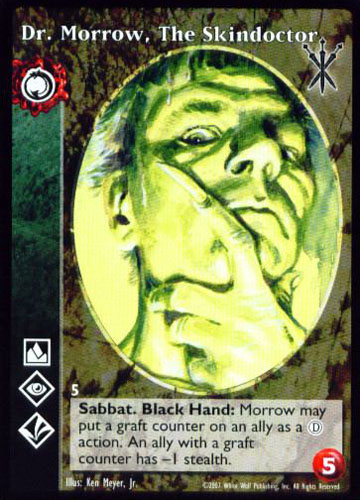 Dr. Morrow, The Skindoctor
5
Sabbat. Black Hand: Morrow may
put a graft counter on an ally as a Ⓓ
action. An ally with a graft
counter has –1 stealth.
5
Illus: Ken Meyer, Jr.
©2007 White Wolf Publishing, Inc. All Rights Reserved